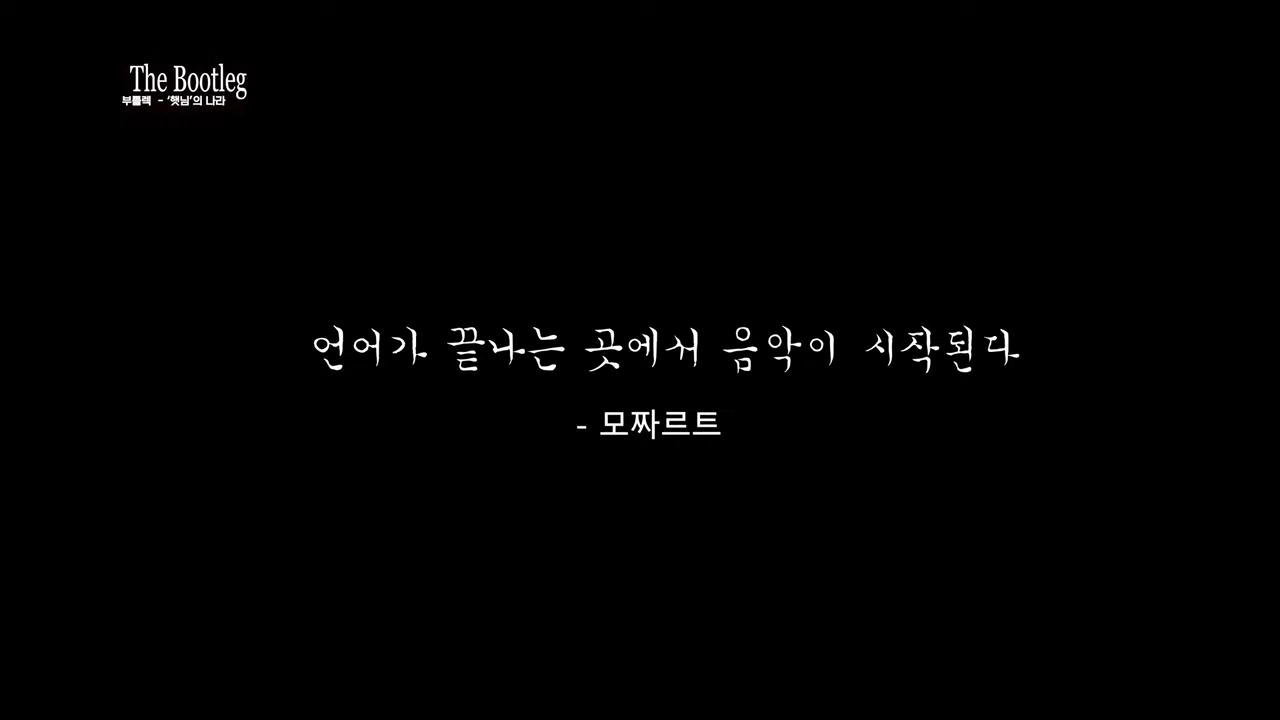 The Bootleg
부틀렉 - '햇님'의 나라
언어가 끝나는 곳에서 음악이 시작된다
- 모짜르트